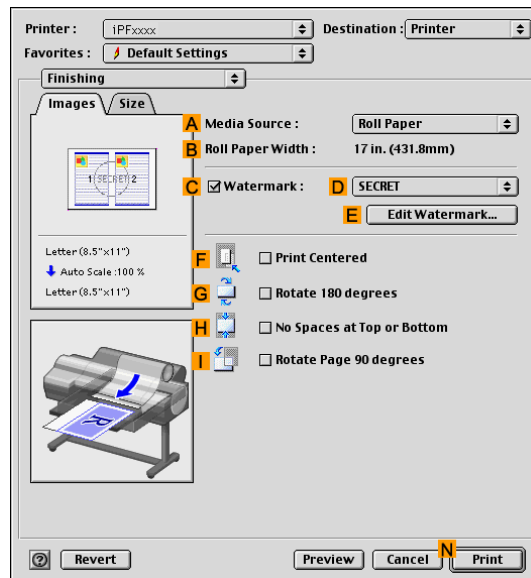 Printer : iPFxxxx Destination : Printer
Favorites : Default Settings
Finishing
Images Size
A Media Source : Roll Paper
B Roll Paper Width : 17 in. (431.8mm)
1 SECRET 2
C Watermark : D SECRET
E Edit Watermark...
Letter (8.5"x11")
F Print Centered
Auto Scale :100 %
Letter (8.5"x11")
G Rotate 180 degrees
H No Spaces at Top or Bottom
I Rotate Page 90 degrees
R
N
? Revert Preview Cancel Print